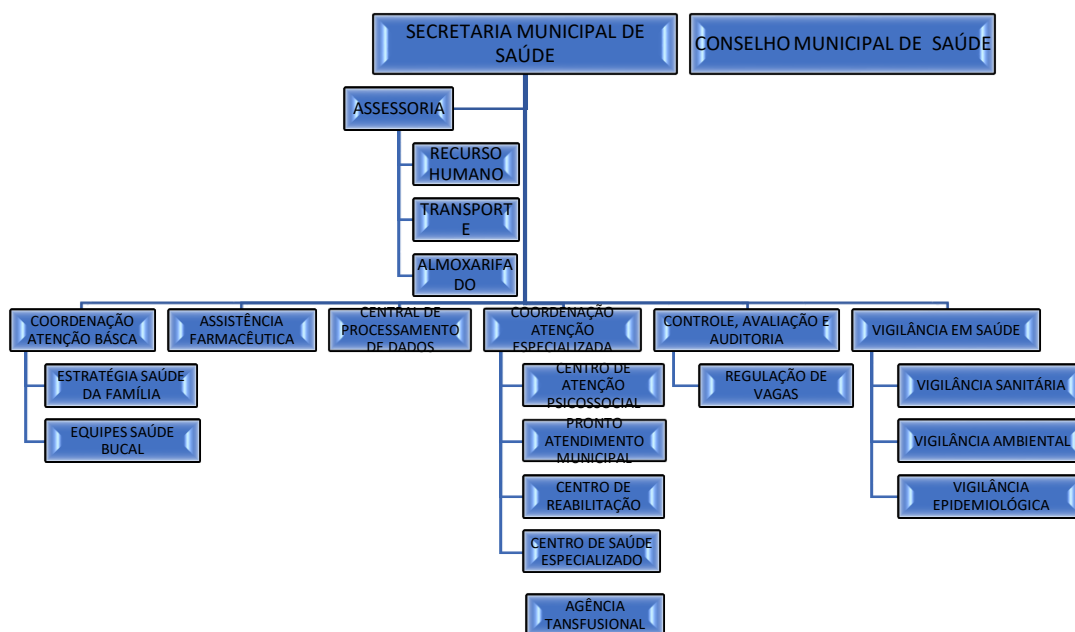 SECRETARIA MUNICIPAL DE
SAÚDE
CONSELHO MUNICIPAL DE SAÚDE
ASSESSORIA
RECURSO
HUMANO
TRANSPORT
E
ALMOXARIFA
DO
COORDENAÇÃO
ATENÇÃO BÁSCA
ASSISTÊNCIA
FARMACÊUTICA
CENTRAL DE
PROCESSAMENTO
DE DADOS
COORDENAÇÃO
ATENÇÃO
ESPECIALIZADA
CONTROLE, AVALIAÇÃO E
AUDITORIA
VIGILÂNCIA EM SAÚDE
ESTRATÉGIA SAÚDE
DA FAMÍLIA
EQUIPES SAÚDE
BUCAL
CENTRO DE
ATENÇÃO
PSICOSSOCIAL
PRONTO
ATENDIMENTO
MUNICIPAL
CENTRO DE
REABILITAÇÃO
CENTRO DE SAÚDE
ESPECIALIZADO
AGÊNCIA
TANSFUSIONAL
REGULAÇÃO DE
VAGAS
VIGILÂNCIA SANITÁRIA
VIGILÂNCIA AMBIENTAL
VIGILÂNCIA
EPIDEMIOLÓGICA